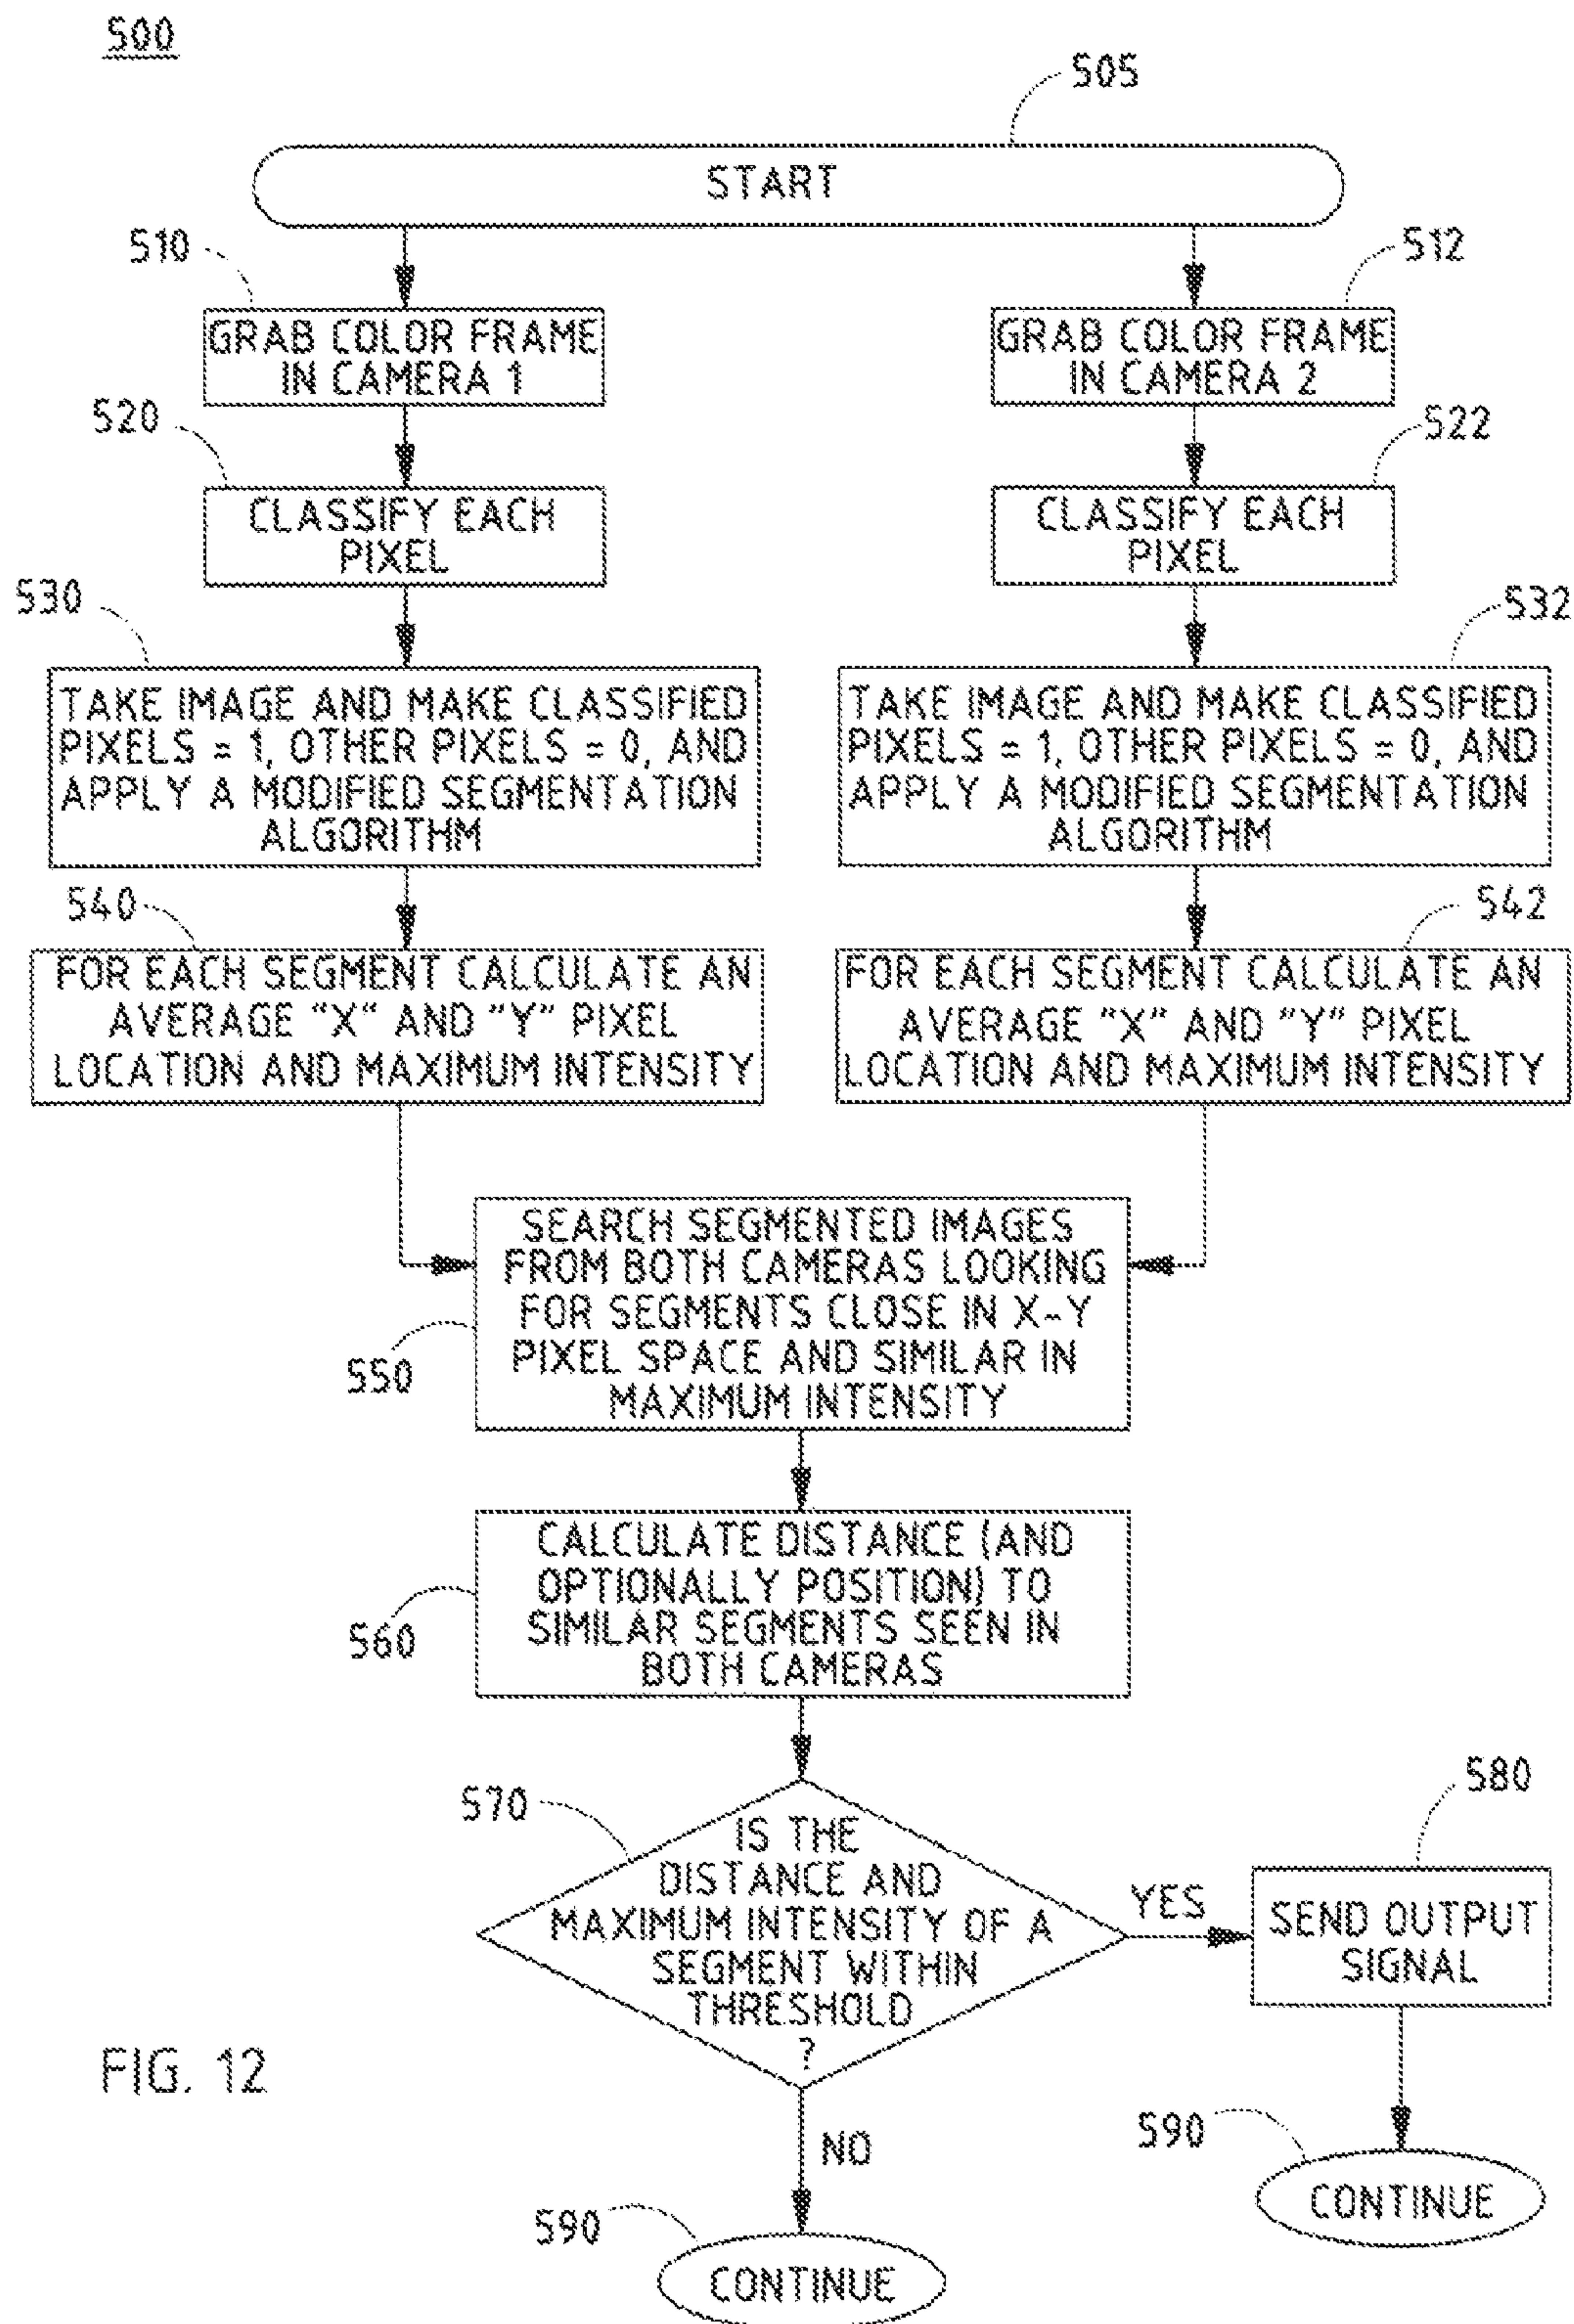 500
505
START
510
512
GRAB COLOR FRAME
IN CAMERA 1
GRAB COLOR FRAME
IN CAMERA 2
520
522
CLASSIFY EACH
PIXEL
CLASSIFY EACH
PIXEL
530
532
TAKE IMAGE AND MAKE CLASSIFIED
PIXELS = 1, OTHER PIXELS = 0, AND
APPLY A MODIFIED SEGMENTATION
ALGORITHM
TAKE IMAGE AND MAKE CLASSIFIED
PIXELS = 1, OTHER PIXELS = 0, AND
APPLY A MODIFIED SEGMENTATION
ALGORITHM
540
542
FOR EACH SEGMENT CALCULATE AN
AVERAGE "X" AND "Y" PIXEL
LOCATION AND MAXIMUM INTENSITY
FOR EACH SEGMENT CALCULATE AN
AVERAGE "X" AND "Y" PIXEL
LOCATION AND MAXIMUM INTENSITY
550
SEARCH SEGMENTED IMAGES
FROM BOTH CAMERAS LOOKING
FOR SEGMENTS CLOSE IN X-Y
PIXEL SPACE AND SIMILAR IN
MAXIMUM INTENSITY
560
CALCULATE DISTANCE (AND
OPTIONALLY POSITION) TO
SIMILAR SEGMENTS SEEN IN
BOTH CAMERAS
570
IS THE
DISTANCE AND
MAXIMUM INTENSITY OF A
SEGMENT WITHIN
THRESHOLD
?
YES
580
SEND OUTPUT
SIGNAL
NO
590
CONTINUE
590
CONTINUE
FIG. 12